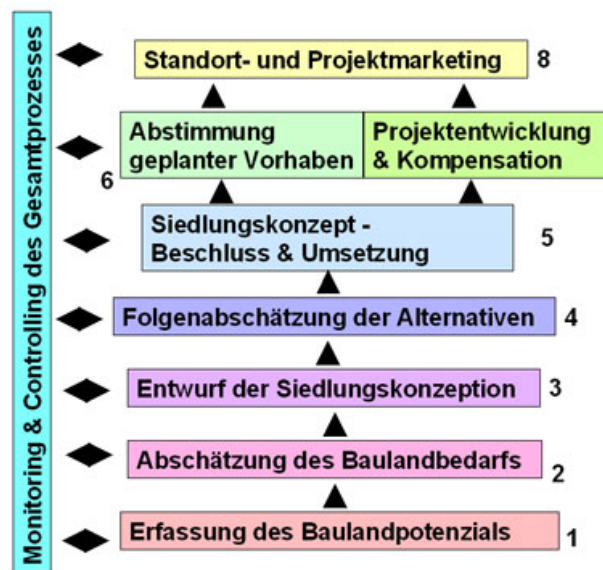 Monitoring & Controlling des Gesamtprozesses
Standort- und Projektmarketing
8
Abstimmung
geplanter Vorhaben
6
Projektentwicklung
& Kompensation
Siedlungskonzept -
Beschluss & Umsetzung
5
Folgenabschätzung der Alternativen
4
Entwurf der Siedlungskonzeption
3
Abschätzung des Baulandbedarfs
2
Erfassung des Baulandpotenzials
1